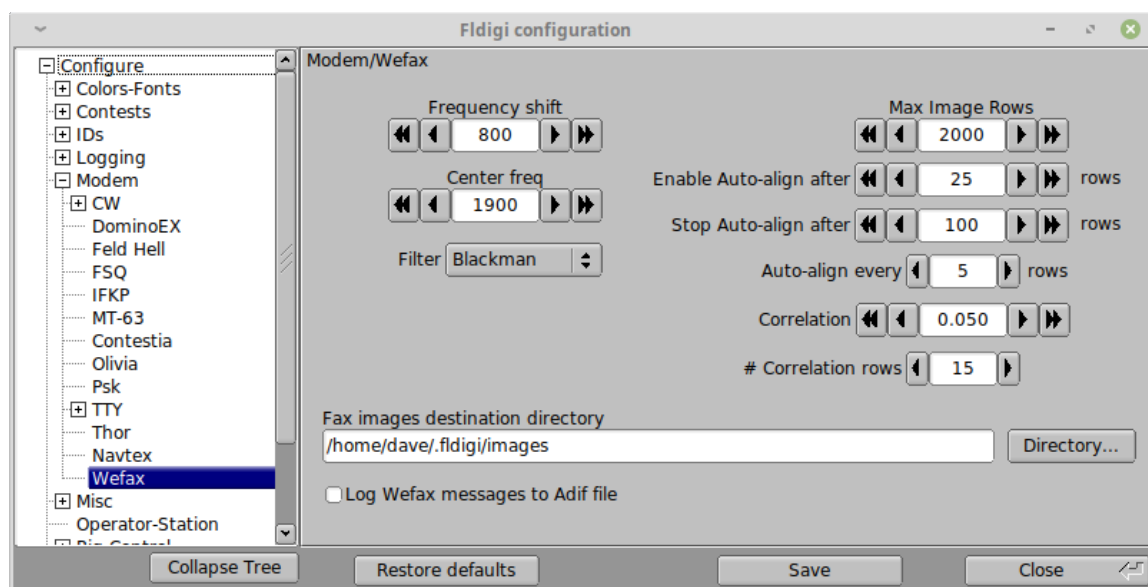 Fldigi configuration
Configure
Colors-Fonts
Contests
IDs
Logging
Modem
CW
DominoEX
Feld Hell
FSQ
IFKP
MT-63
Contestia
Olivia
Psk
TTY
Thor
Navtex
Wefax
Misc
Operator-Station
Rig Control
Collapse Tree
Modem/Wefax
Frequency shift
800
Center freq
1900
Filter Blackman
Max Image Rows
2000
Enable Auto-align after 25 rows
Stop Auto-align after 100 rows
Auto-align every 5 rows
Correlation 0.050
# Correlation rows 15
Fax images destination directory
/home/dave/.fldigi/images Directory...
Log Wefax messages to Adif file
Restore defaults Save Close